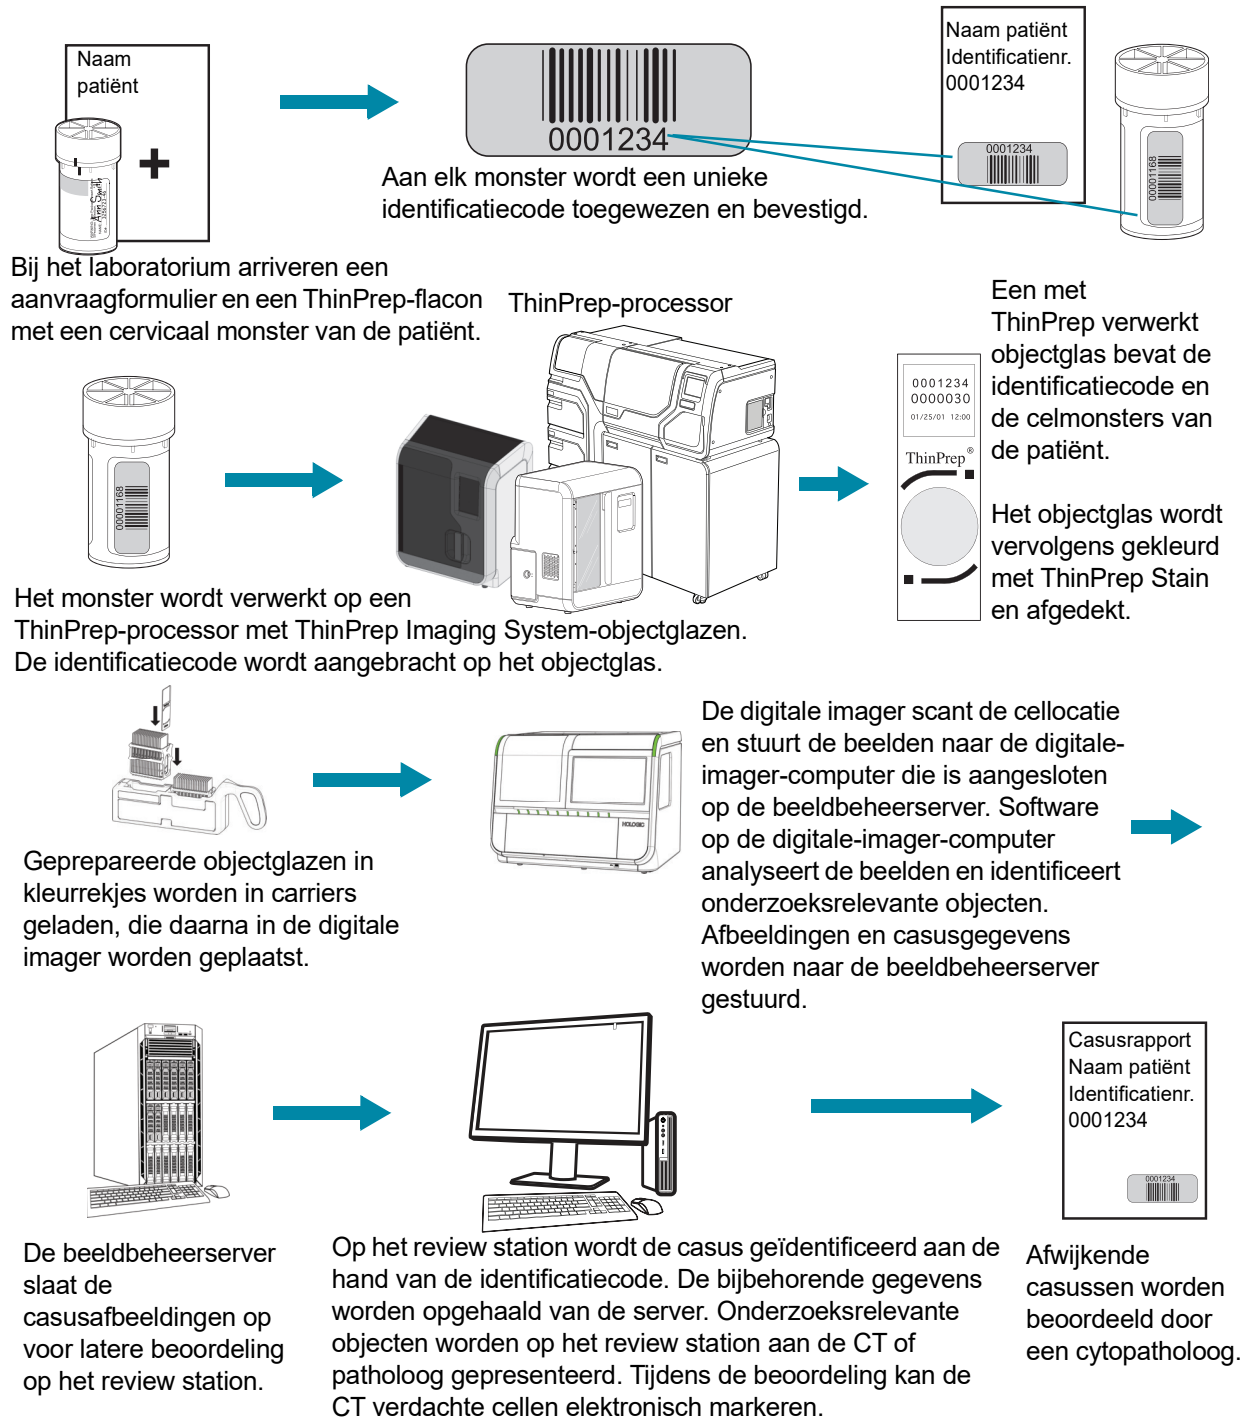 Naam
patiënt
Ann Smith
0001234
Aan elk monster wordt een unieke
identificatiecode toegewezen en bevestigd.
Naam patiënt
Identificatienr.
0001234
0001234
00001168
Bij het laboratorium arriveren een
aanvraagformulier en een ThinPrep-flacon
met een cervicaal monster van de patiënt.
ThinPrep-processor
00001168
0001234
0000030
01/25/01 12:00
ThinPrep®
Een met
ThinPrep verwerkt
objectglas bevat de
identificatiecode en
de celmonsters van
de patiënt.
Het objectglas wordt
vervolgens gekleurd
met ThinPrep Stain
en afgedekt.
Het monster wordt verwerkt op een
ThinPrep-processor met ThinPrep Imaging System-objectglazen.
De identificatiecode wordt aangebracht op het objectglas.
Geprepareerde objectglazen in
kleurrekjes worden in carriers
geladen, die daarna in de digitale
imager worden geplaatst.
HOLOGIC
De digitale imager scant de cellocatie
en stuurt de beelden naar de digitale-
imager-computer die is aangesloten
op de beeldbeheerserver. Software
op de digitale-imager-computer
analyseert de beelden en identificeert
onderzoeksrelevante objecten.
Afbeeldingen en casusgegevens
worden naar de beeldbeheerserver
gestuurd.
De beeldbeheerserver
slaat de
casusafbeeldingen op
voor latere beoordeling
op het review station.
Op het review station wordt de casus geïdentificeerd aan de
hand van de identificatiecode. De bijbehorende gegevens
worden opgehaald van de server. Onderzoeksrelevante
objecten worden op het review station aan de CT of
patholoog gepresenteerd. Tijdens de beoordeling kan de
CT verdachte cellen elektronisch markeren.
Casusrapport
Naam patiënt
Identificatienr.
0001234
0001234
Afwijkende
casussen worden
beoordeeld door
een cytopatholoog.